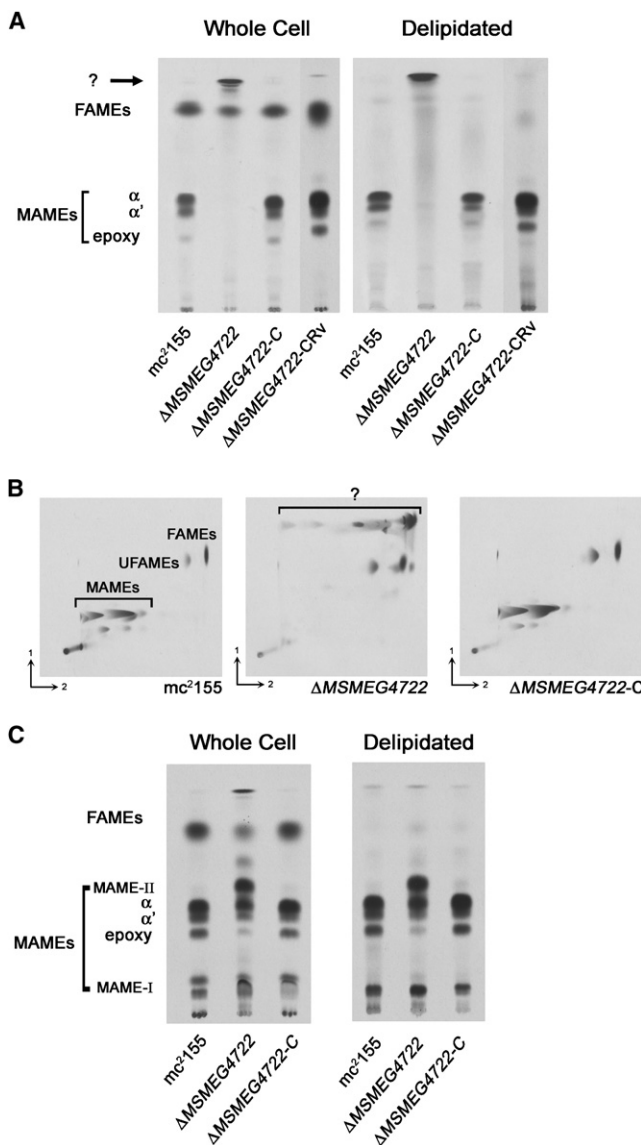 A
Whole Cell
Delipidated
?
FAMEs
MAMEs
α
α'
epoxy
mc²155
ΔMSMEG4722
ΔMSMEG4722-C
ΔMSMEG4722-CRv
mc²155
ΔMSMEG4722
ΔMSMEG4722-C
ΔMSMEG4722-CRv
B
FAMEs
UFAMEs
MAMEs
1
2
mc²155
?
1
2
ΔMSMEG4722
1
2
ΔMSMEG4722-C
C
Whole Cell
Delipidated
FAMEs
MAMEs
MAME-II
α
α'
epoxy
MAME-I
mc²155
ΔMSMEG4722
ΔMSMEG4722-C
mc²155
ΔMSMEG4722
ΔMSMEG4722-C